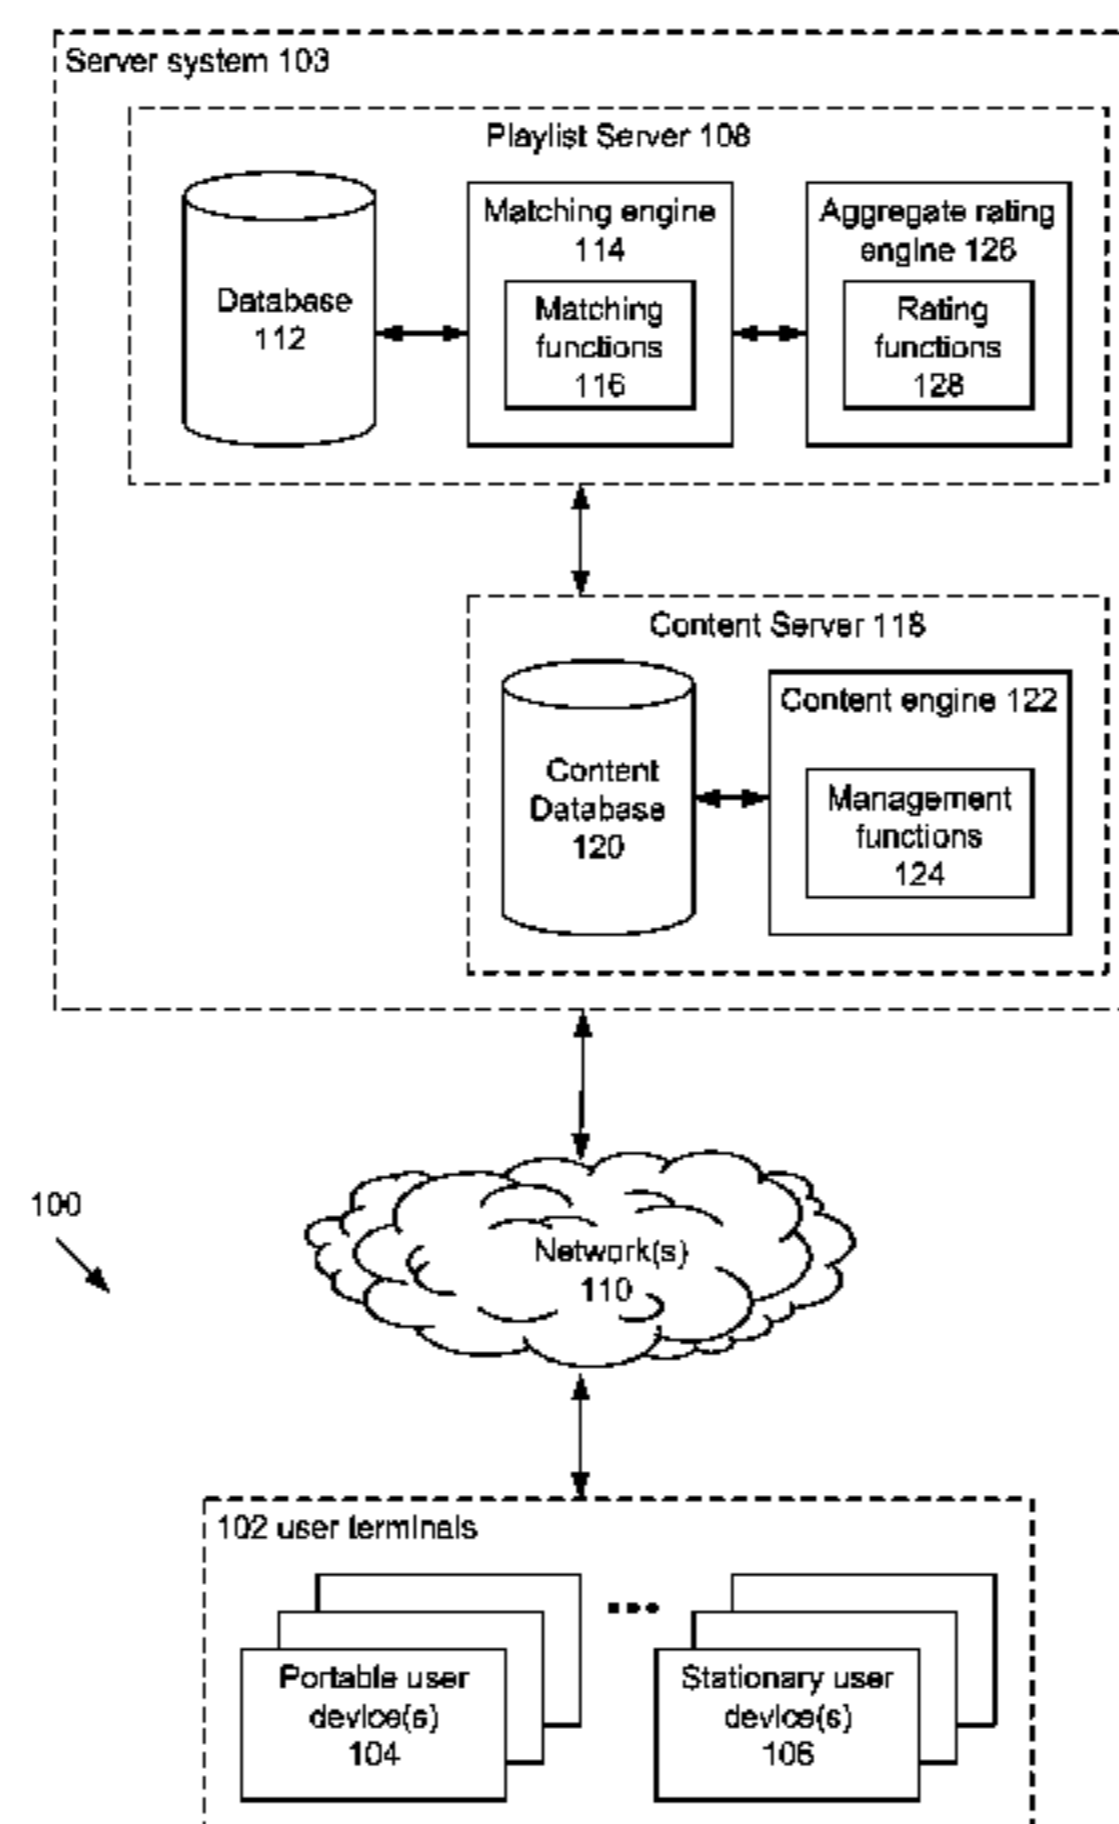 Server system 103
Playlist Server 108
Database
112
Matching engine
114
Matching
functions
116
Aggregate rating
engine 126
Rating
functions
128
Content Server 118
Content
Database
120
Content engine 122
Management
functions
124
100
Network(s)
110
102 user terminals
Portable user
device(s)
104
...
Stationary user
device(s)
106